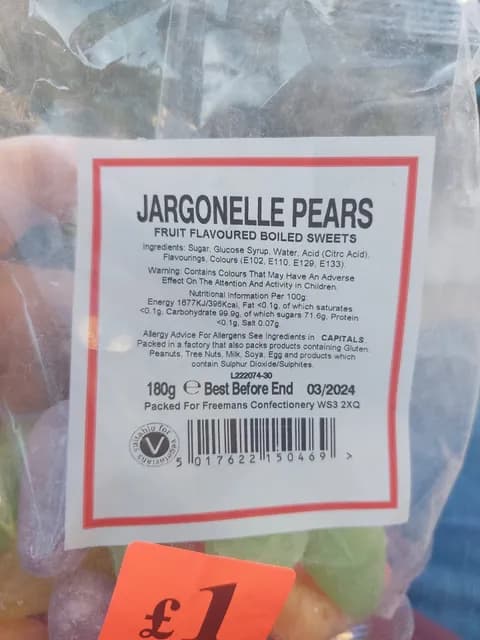 JARGONELLE PEARS
FRUIT FLAVOURED BOILED SWEETS
Ingredients: Sugar, Glucose Syrup, Water, Acid (Citrc Acid),
Flavourings, Colours (E102, E110, E129, E133).
Warning: Contains Colours That May Have An Adverse
Effect On The Attention And Activity in Children.
Nutritional Information Per 100g
Energy 1677KJ/396Kcal, Fat <0.1g, of which saturates
<0.1g, Carbohydrate 99.9g, of which sugars 71.6g, Protein
<0.1g, Salt 0.07g.
Allergy Advice For Allergens See Ingredients in CAPITALS.
Packed in a factory that also packs products containing Gluten,
Peanuts, Tree Nuts, Milk, Soya, Egg and products which
contain Sulphur Dioxide/Sulphites.
L222074-30
180g ℮ Best Before End 03/2024
Packed For Freemans Confectionery WS3 2XQ
suitable for vegetarians
V
5 017622 150469 >
£1